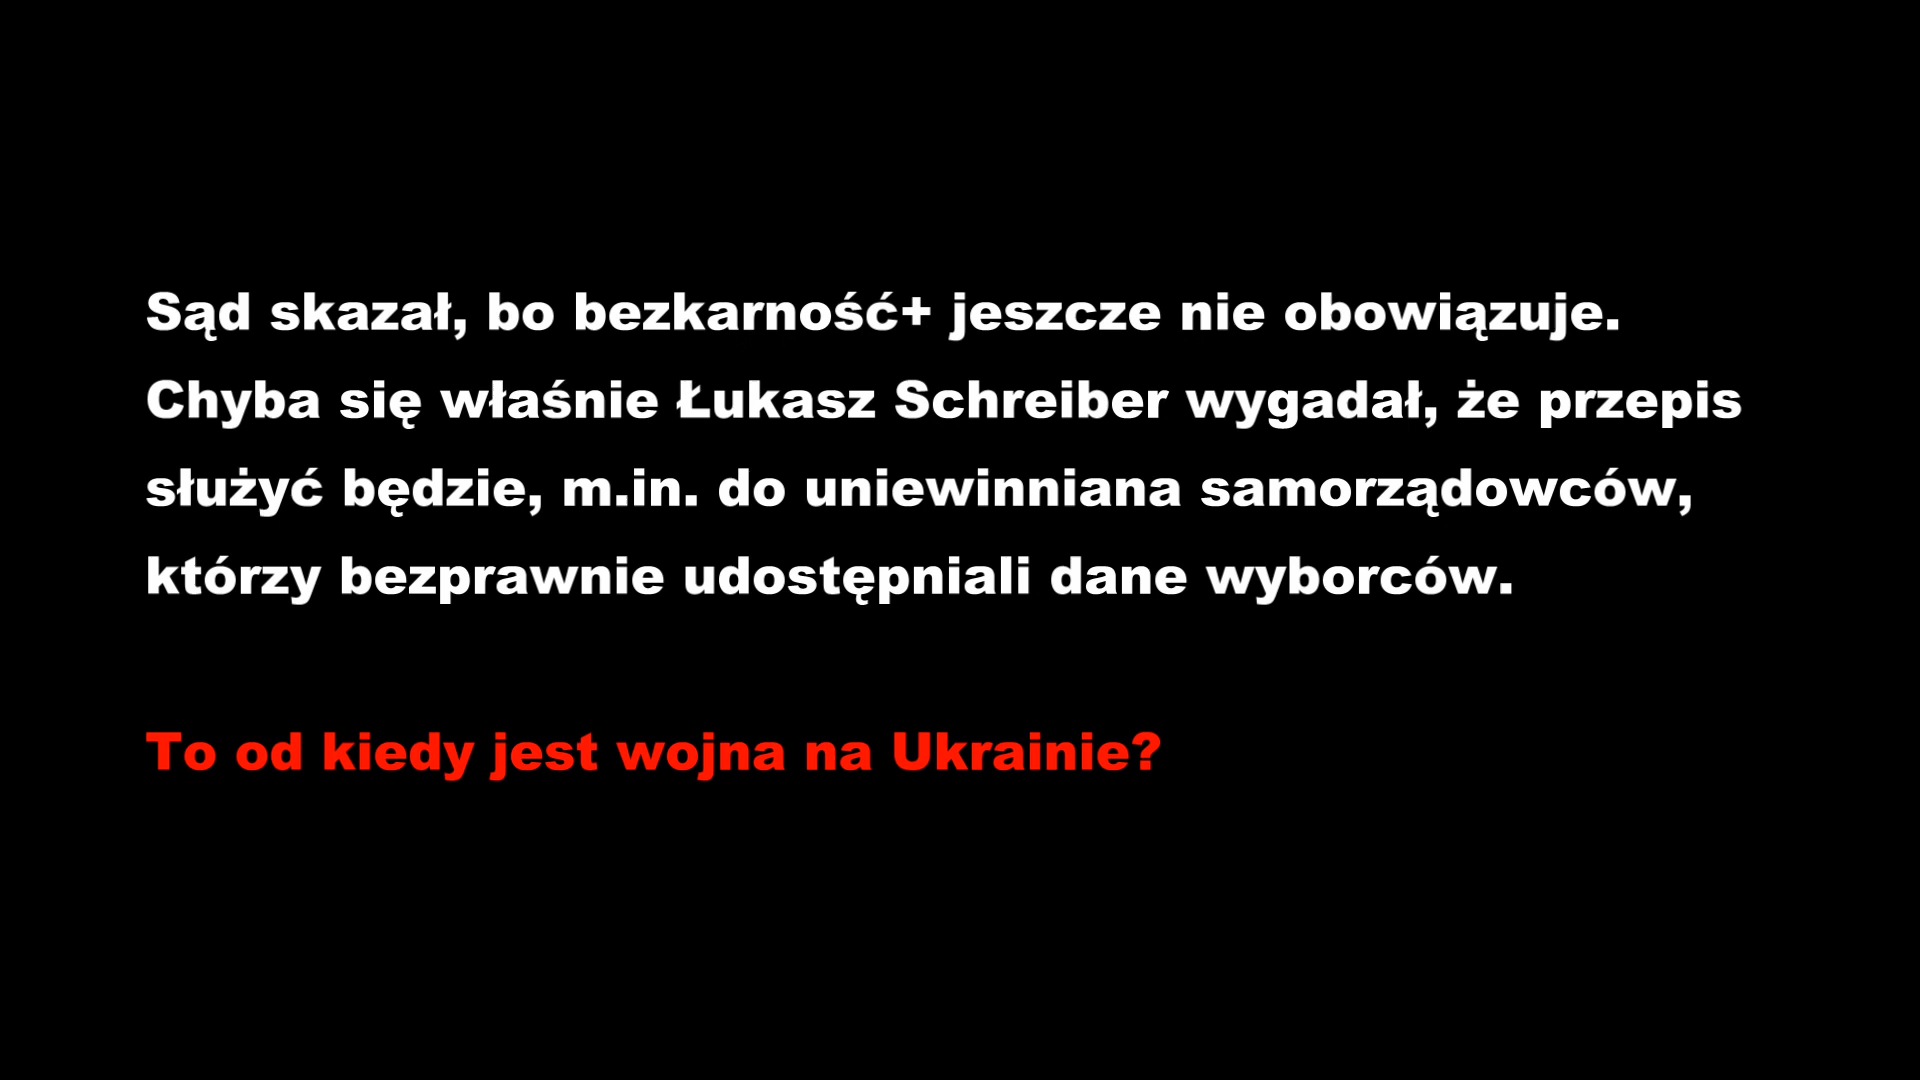 Sąd skazał, bo bezkarność+ jeszcze nie obowiązuje.
Chyba się właśnie Łukasz Schreiber wygadał, że przepis
służyć będzie, m.in. do uniewinniana samorządowców,
którzy bezprawnie udostępniali dane wyborców.
To od kiedy jest wojna na Ukrainie?